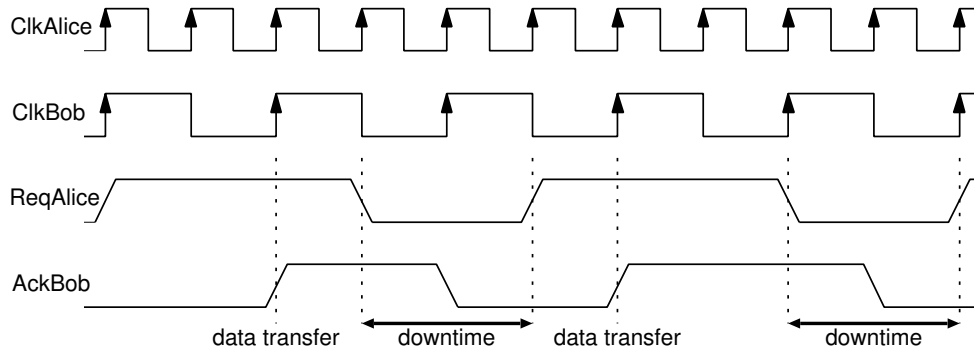 ClkAlice
ClkBob
ReqAlice
AckBob
data transfer downtime data transfer downtime